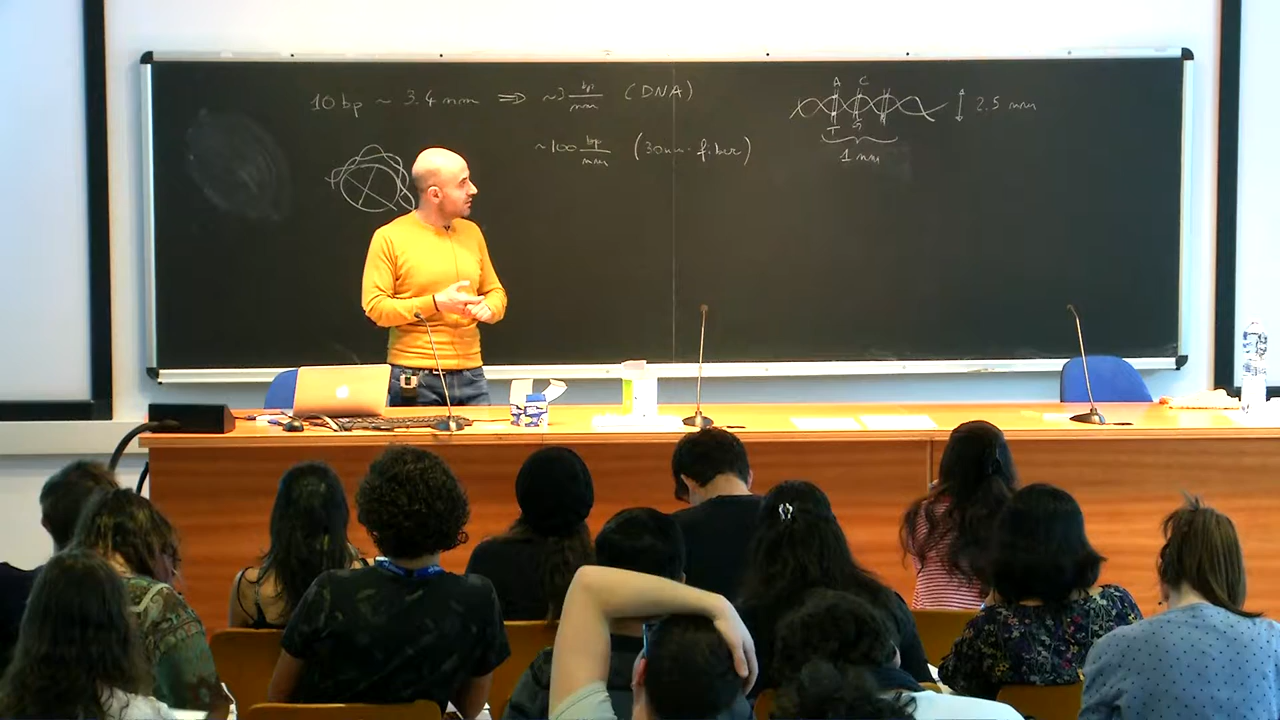 10 bp ~ 3.4 nm ⇒ ~3 bp/nm (DNA)
~100 bp/nm (30nm fiber)
A C
T G
1 nm
2.5 nm